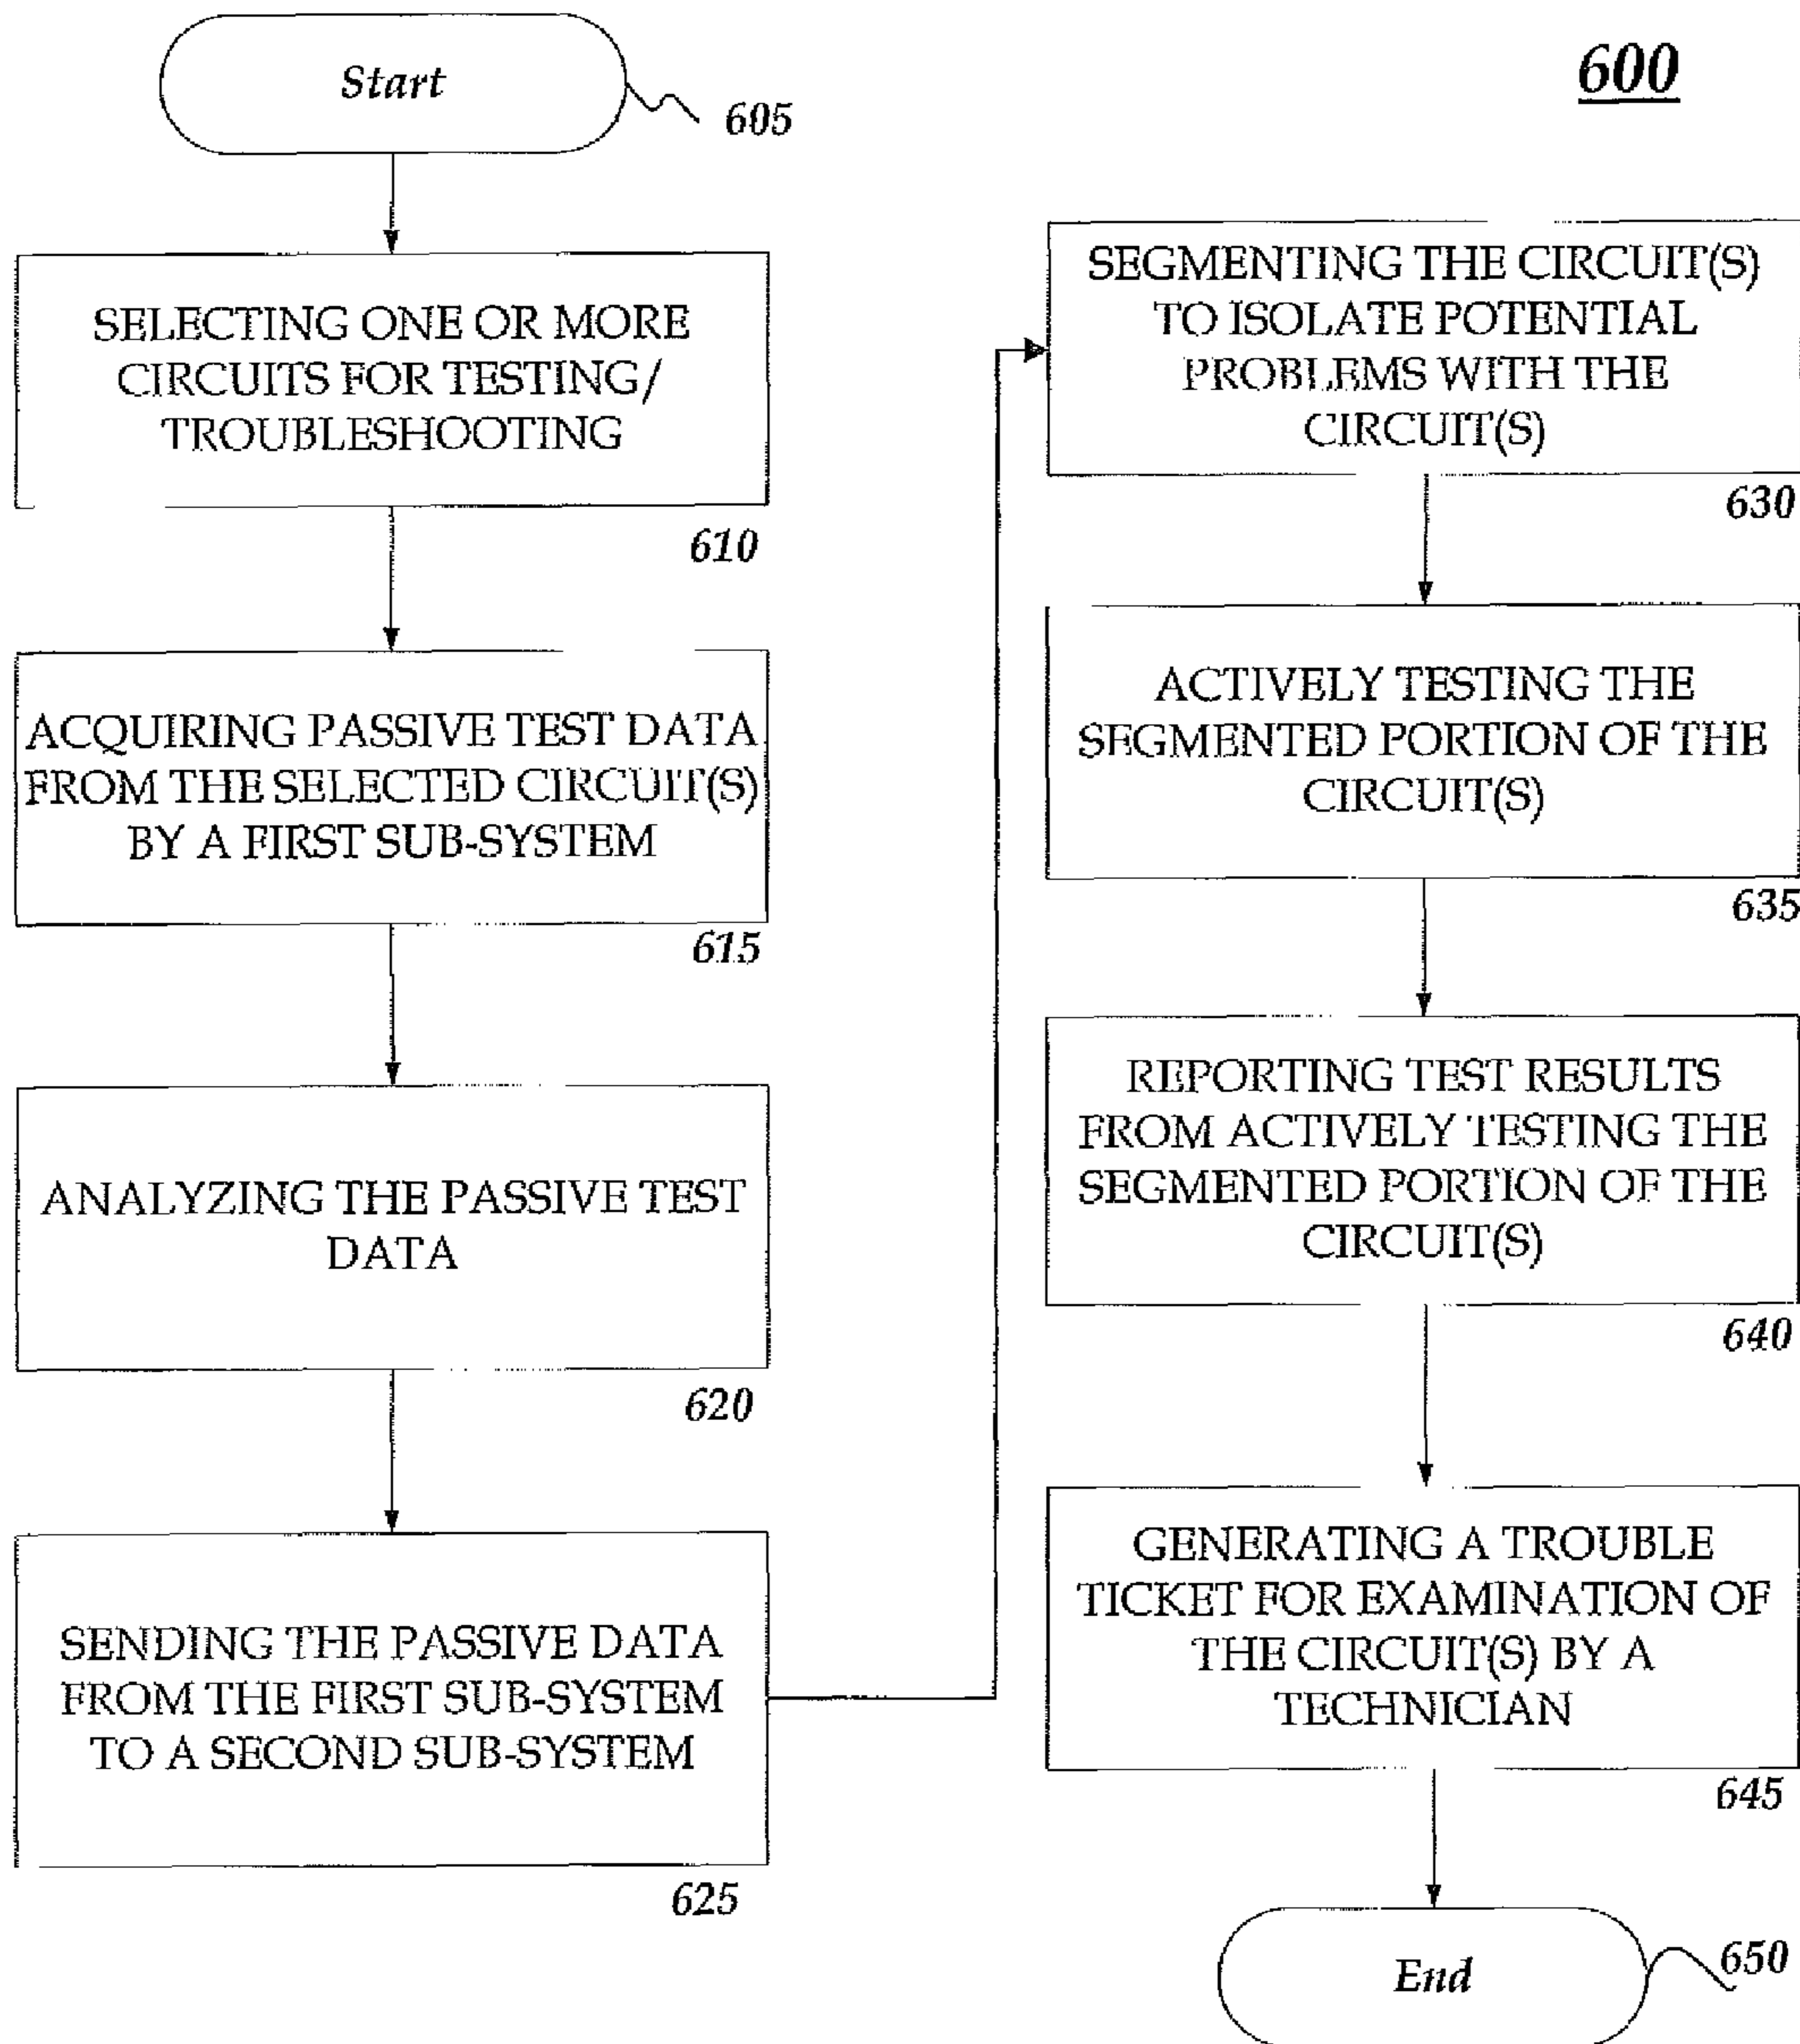 600
Start
605
SELECTING ONE OR MORE
CIRCUITS FOR TESTING/
TROUBLESHOOTING
610
ACQUIRING PASSIVE TEST DATA
FROM THE SELECTED CIRCUIT(S)
BY A FIRST SUB-SYSTEM
615
ANALYZING THE PASSIVE TEST
DATA
620
SENDING THE PASSIVE DATA
FROM THE FIRST SUB-SYSTEM
TO A SECOND SUB-SYSTEM
625
SEGMENTING THE CIRCUIT(S)
TO ISOLATE POTENTIAL
PROBLEMS WITH THE
CIRCUIT(S)
630
ACTIVELY TESTING THE
SEGMENTED PORTION OF THE
CIRCUIT(S)
635
REPORTING TEST RESULTS
FROM ACTIVELY TESTING THE
SEGMENTED PORTION OF THE
CIRCUIT(S)
640
GENERATING A TROUBLE
TICKET FOR EXAMINATION OF
THE CIRCUIT(S) BY A
TECHNICIAN
645
End
650